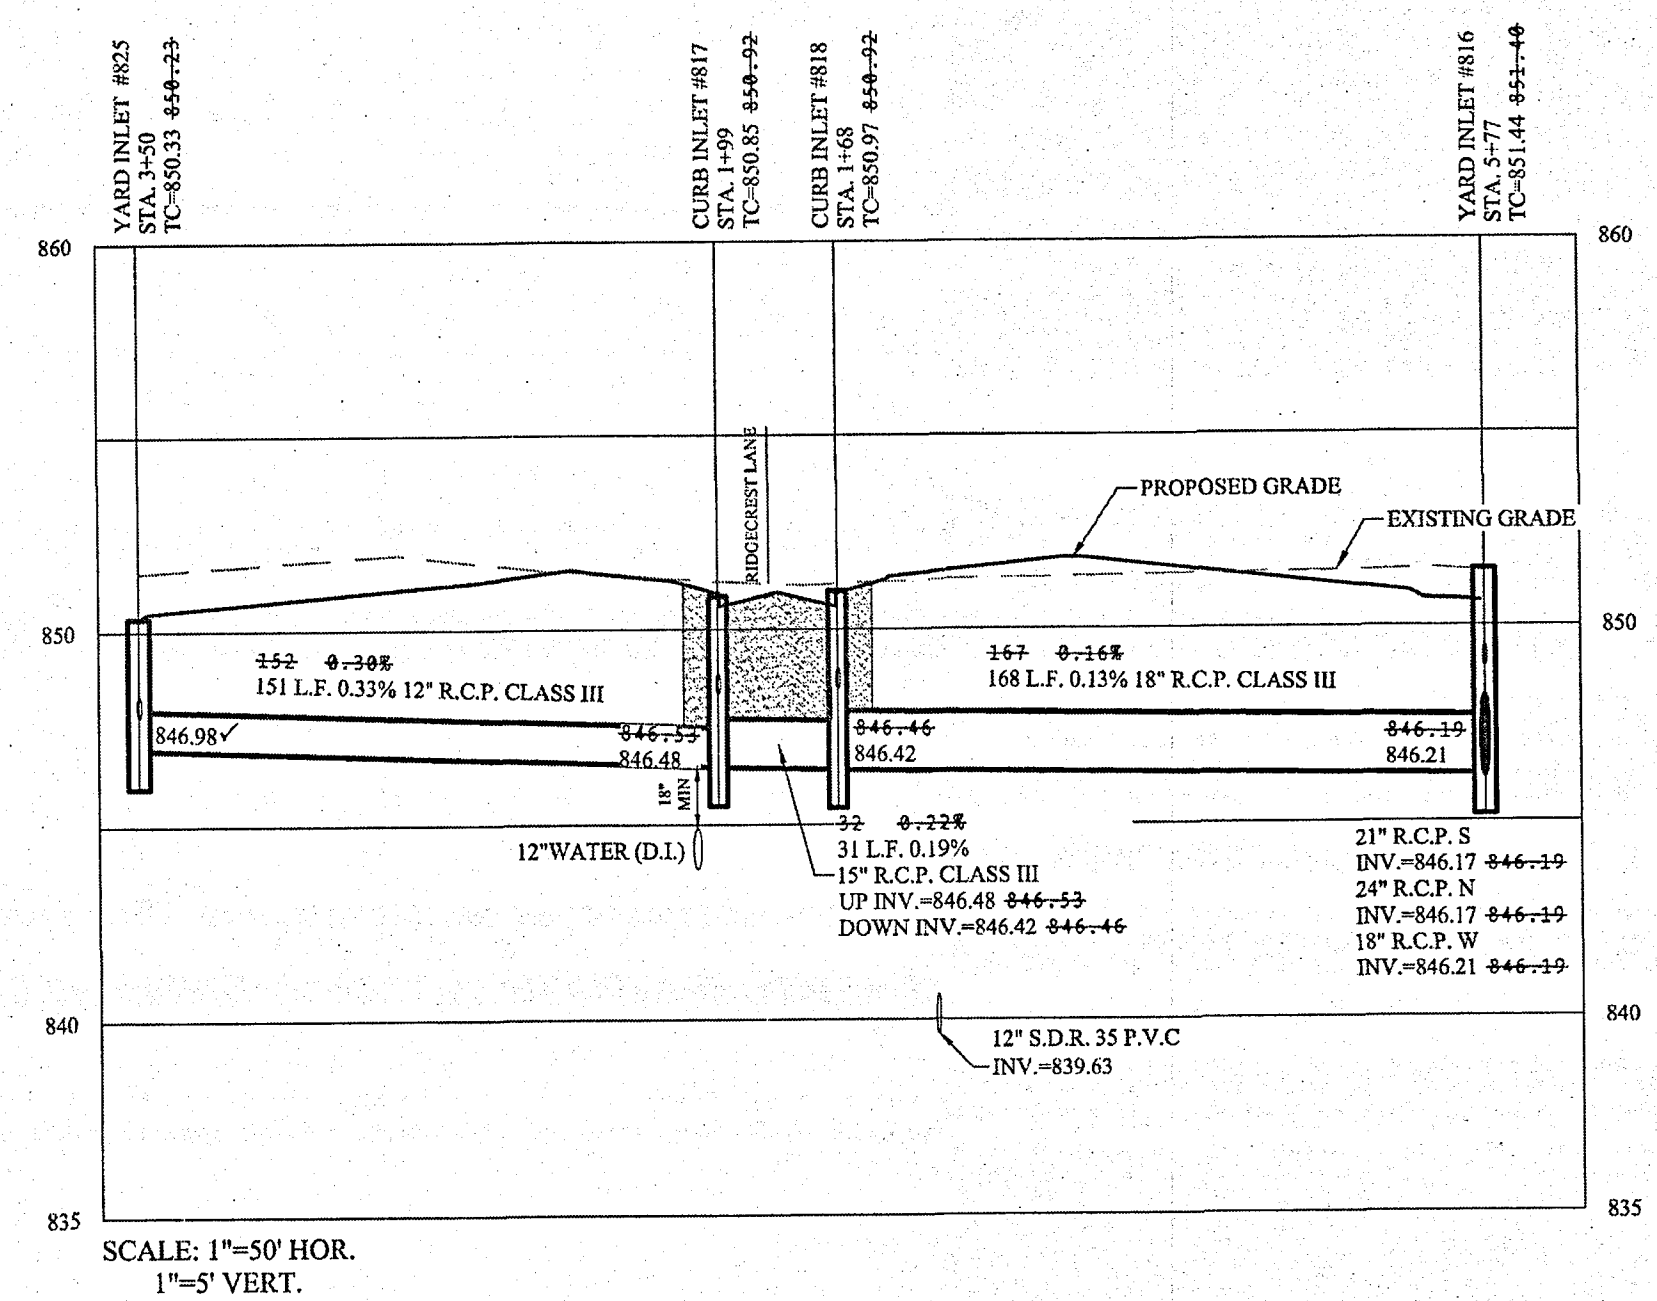 YARD INLET #825
STA. 3+50
TC=850.33 850.23
CURB INLET #817
STA. 1+99
TC=850.85 850.92
CURB INLET #818
STA. 1+68
TC=850.97 850.92
YARD INLET #816
STA. 5+77
TC=851.44 851.40
860
860
RIDGECREST LANE
PROPOSED GRADE
EXISTING GRADE
850
850
152 0.30%
151 L.F. 0.33% 12" R.C.P. CLASS III
167 0.16%
168 L.F. 0.13% 18" R.C.P. CLASS III
846.98✓
846.53
846.48
846.46
846.42
846.19
846.21
18"
MIN
12"WATER (D.I.)
32 0.22%
31 L.F. 0.19%
15" R.C.P. CLASS III
UP INV.=846.48 846.53
DOWN INV.=846.42 846.46
21" R.C.P. S
INV.=846.17 846.19
24" R.C.P. N
INV.=846.17 846.19
18" R.C.P. W
INV.=846.21 846.19
840
840
12" S.D.R. 35 P.V.C
INV.=839.63
835
835
SCALE: 1"=50' HOR.
1"=5' VERT.